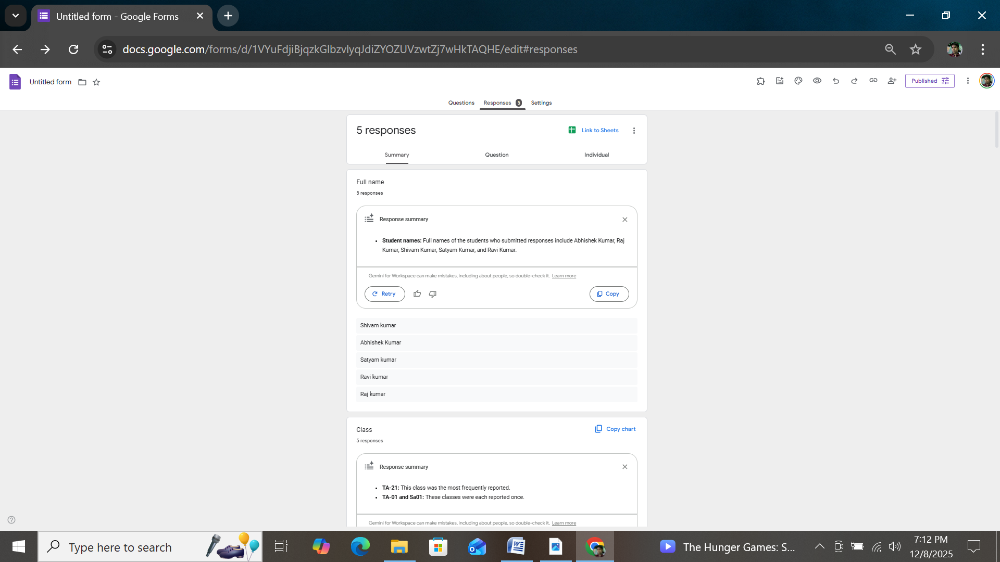 Untitled form - Google Forms
docs.google.com/forms/d/1VYuFdjiBjqzkGlbzvlyqJdiZYOZUVzwtZj7wHkTAQHE/edit#responses
Untitled form
Published
Questions
Responses 5
Settings
5 responses
Link to Sheets
Summary
Question
Individual
Full name
5 responses
Response summary
• Student names: Full names of the students who submitted responses include Abhishek Kumar, Raj
Kumar, Shivam Kumar, Satyam Kumar, and Ravi Kumar.
Gemini for Workspace can make mistakes, including about people, so double-check it. Learn more
Retry
Copy
Shivam kumar
Abhishek Kumar
Satyam kumar
Ravi kumar
Raj kumar
Class
Copy chart
5 responses
Response summary
• TA-21: This class was the most frequently reported.
• TA-01 and Sa01: These classes were each reported once.
Gemini for Workspace can make mistakes, including about people, so double-check it. Learn more
Type here to search
The Hunger Games: S...
7:12 PM
12/8/2025